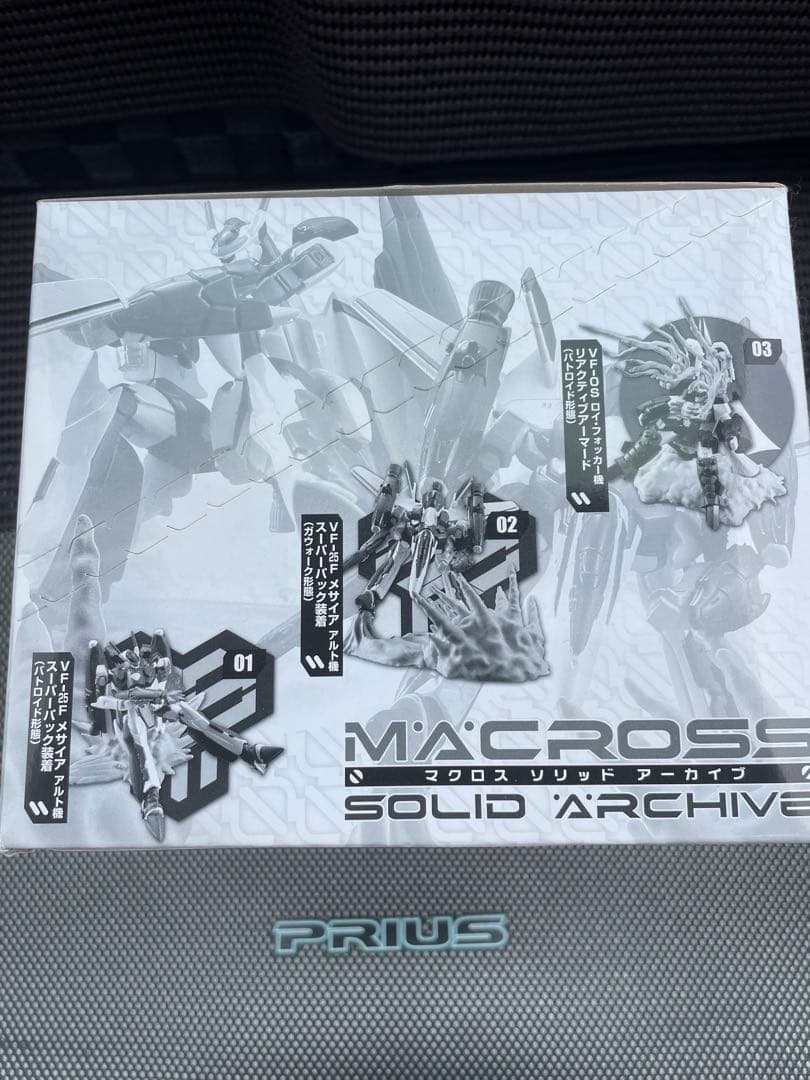 03
VF-0S ロイ・フォッカー機
リアクティブアーマード
(バトロイド形態)
02
VF-25F メサイア アルト機
スーパーパック装着
(ガウォーク形態)
01
VF-25F メサイア アルト機
スーパーパック装着
(バトロイド形態)
MACROSS
マクロス ソリッド アーカイブ
SOLID ARCHIVE
PRIUS